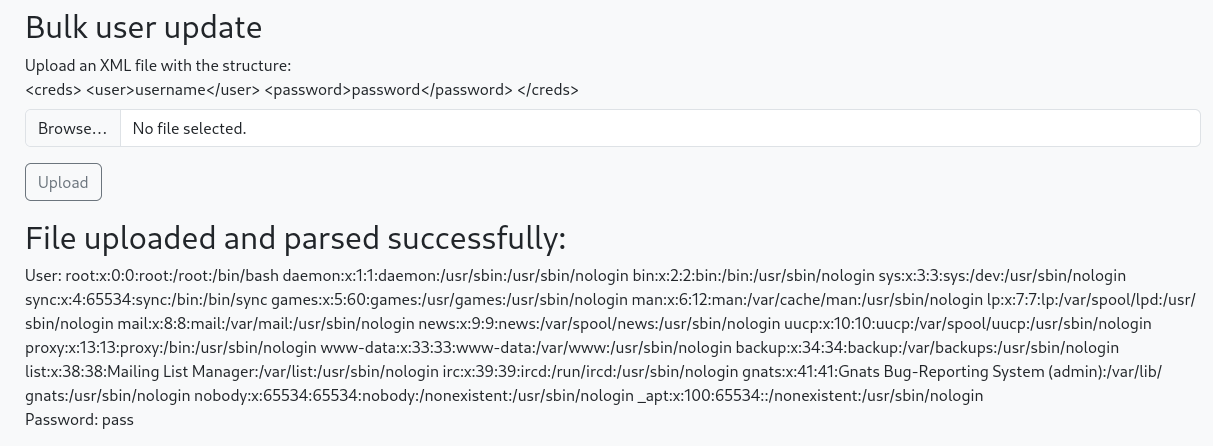 Bulk user update
Upload an XML file with the structure:
<creds> <user>username</user> <password>password</password> </creds>
Browse... No file selected.
Upload
File uploaded and parsed successfully:
User: root:x:0:0:root:/root:/bin/bash daemon:x:1:1:daemon:/usr/sbin:/usr/sbin/nologin bin:x:2:2:bin:/bin:/usr/sbin/nologin sys:x:3:3:sys:/dev:/usr/sbin/nologin
sync:x:4:65534:sync:/bin:/bin/sync games:x:5:60:games:/usr/games:/usr/sbin/nologin man:x:6:12:man:/var/cache/man:/usr/sbin/nologin lp:x:7:7:lp:/var/spool/lpd:/usr/
sbin/nologin mail:x:8:8:mail:/var/mail:/usr/sbin/nologin news:x:9:9:news:/var/spool/news:/usr/sbin/nologin uucp:x:10:10:uucp:/var/spool/uucp:/usr/sbin/nologin
proxy:x:13:13:proxy:/bin:/usr/sbin/nologin www-data:x:33:33:www-data:/var/www:/usr/sbin/nologin backup:x:34:34:backup:/var/backups:/usr/sbin/nologin
list:x:38:38:Mailing List Manager:/var/list:/usr/sbin/nologin irc:x:39:39:ircd:/run/ircd:/usr/sbin/nologin gnats:x:41:41:Gnats Bug-Reporting System (admin):/var/lib/
gnats:/usr/sbin/nologin nobody:x:65534:65534:nobody:/nonexistent:/usr/sbin/nologin _apt:x:100:65534::/nonexistent:/usr/sbin/nologin
Password: pass